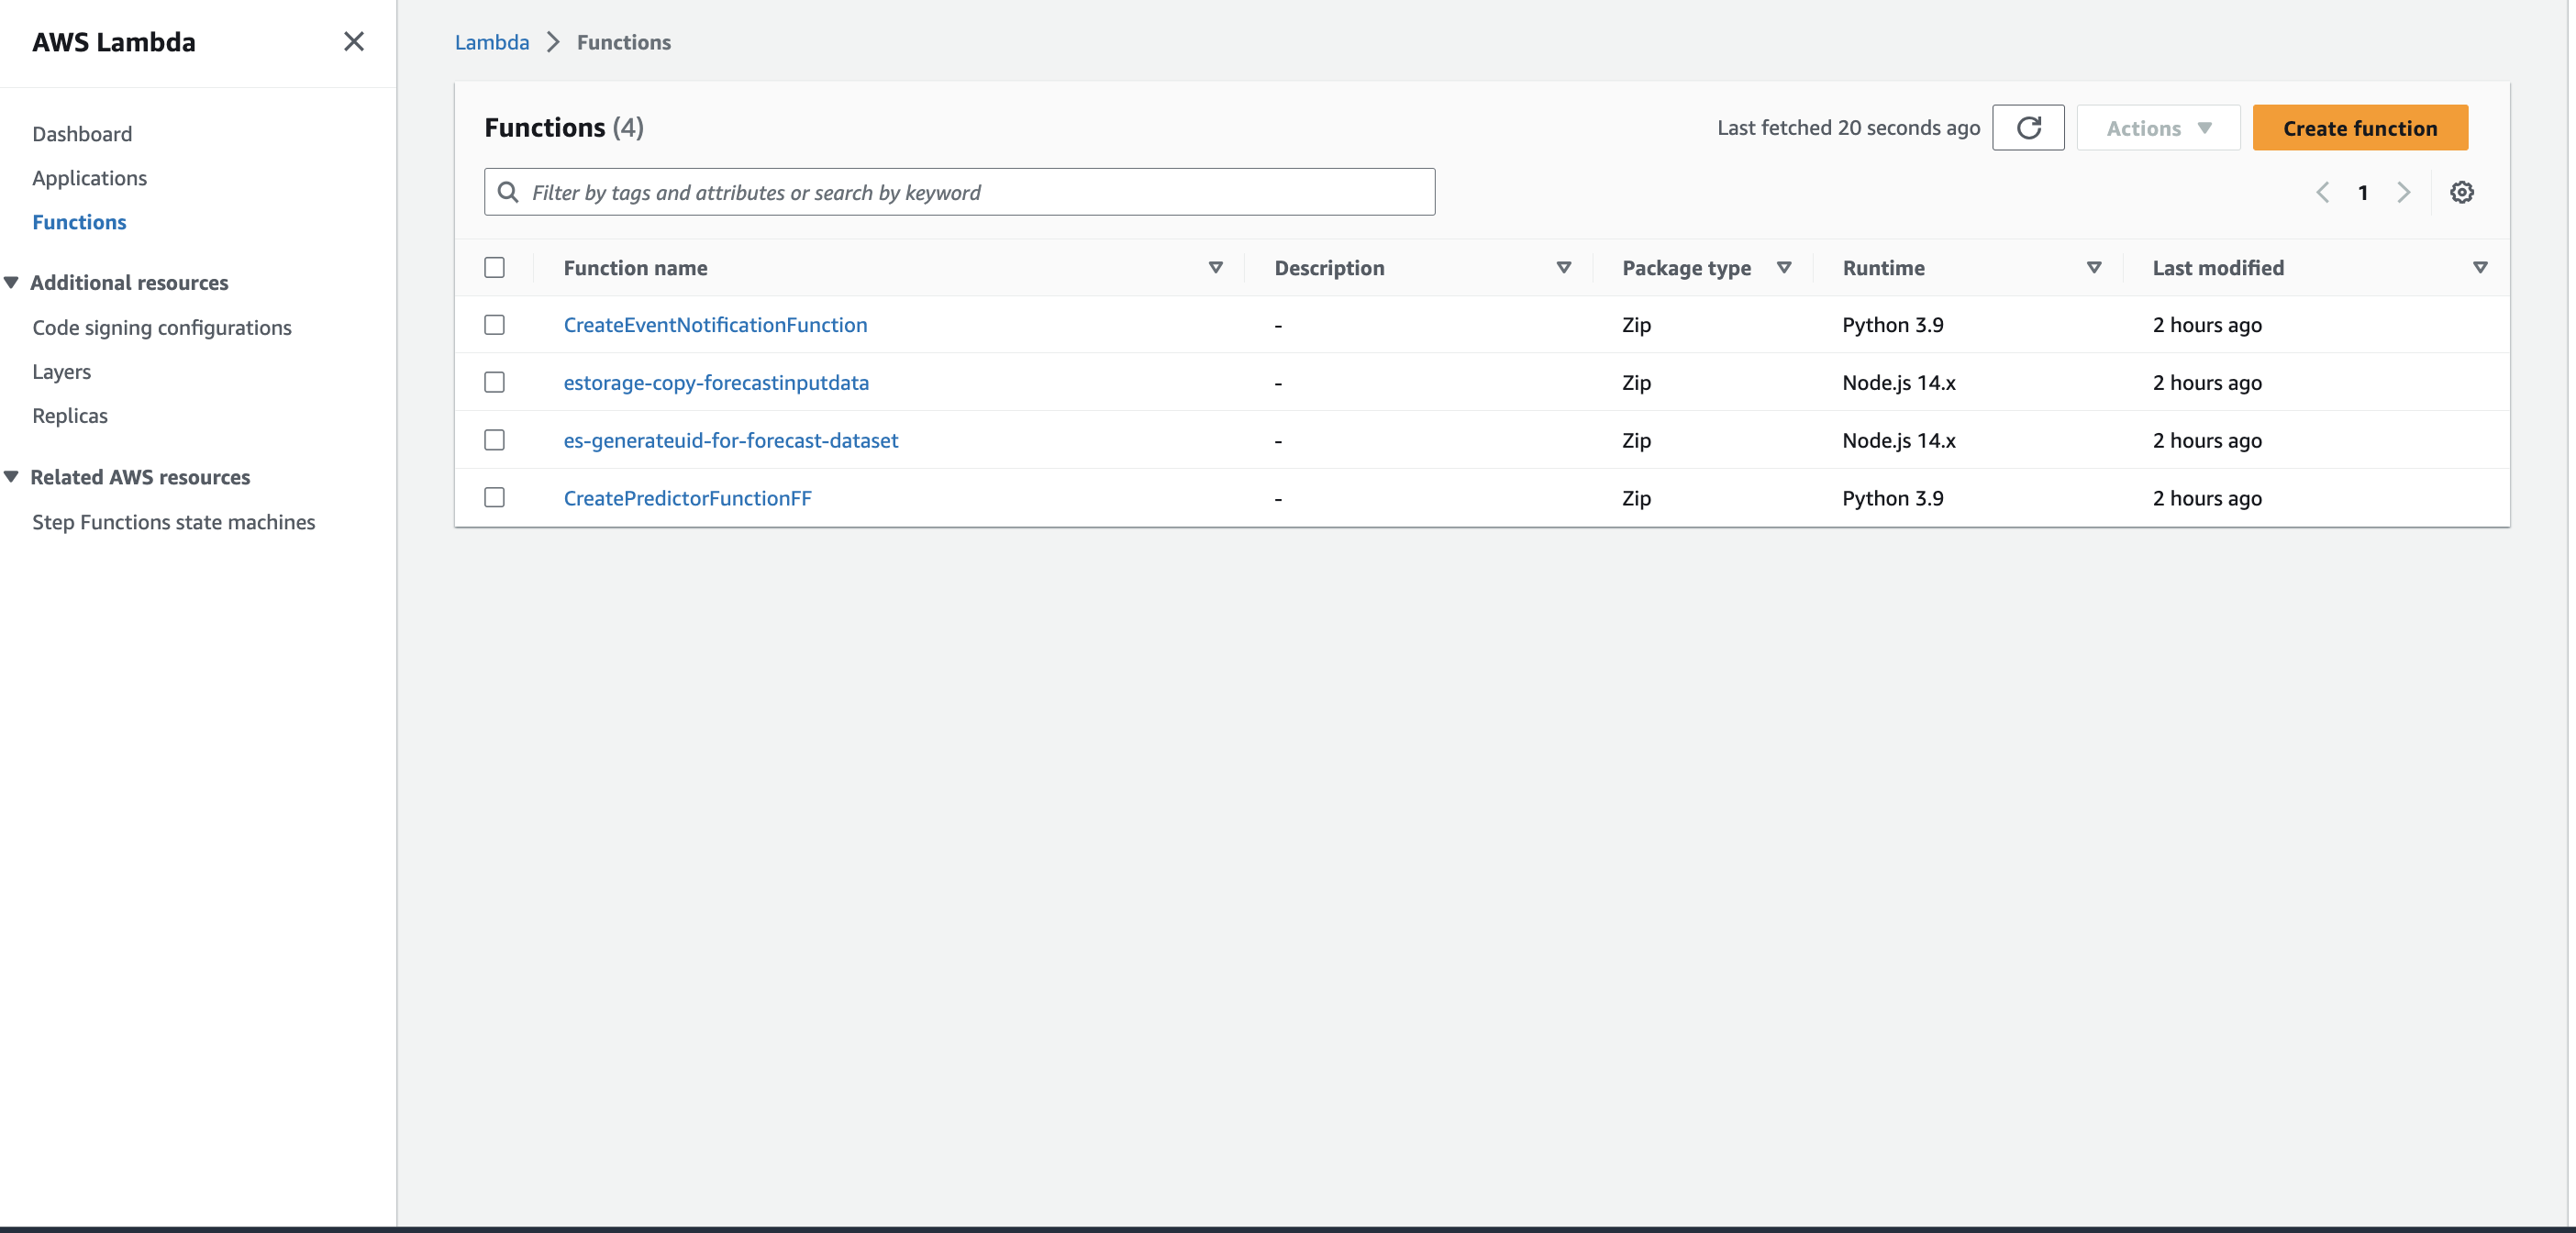 AWS Lambda
Dashboard
Applications
Functions
Additional resources
Code signing configurations
Layers
Replicas
Related AWS resources
Step Functions state machines
Lambda Functions
Functions (4)
Last fetched 20 seconds ago Actions Create function
Filter by tags and attributes or search by keyword
1
Function name Description Package type Runtime Last modified
CreateEventNotificationFunction - Zip Python 3.9 2 hours ago
estorage-copy-forecastinputdata - Zip Node.js 14.x 2 hours ago
es-generateuid-for-forecast-dataset - Zip Node.js 14.x 2 hours ago
CreatePredictorFunctionFF - Zip Python 3.9 2 hours ago